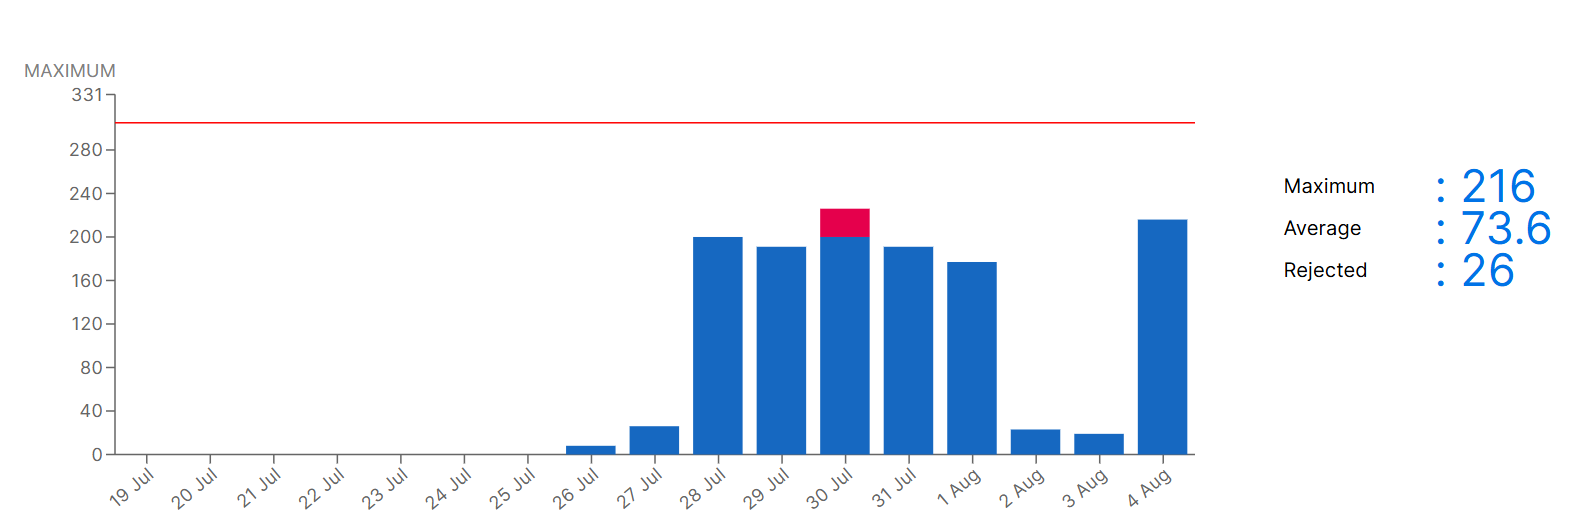 MAXIMUM
331
280
240
200
160
120
80
40
0
19 Jul
20 Jul
21 Jul
22 Jul
23 Jul
24 Jul
25 Jul
26 Jul
27 Jul
28 Jul
29 Jul
30 Jul
31 Jul
1 Aug
2 Aug
3 Aug
4 Aug
Maximum : 216
Average : 73.6
Rejected : 26